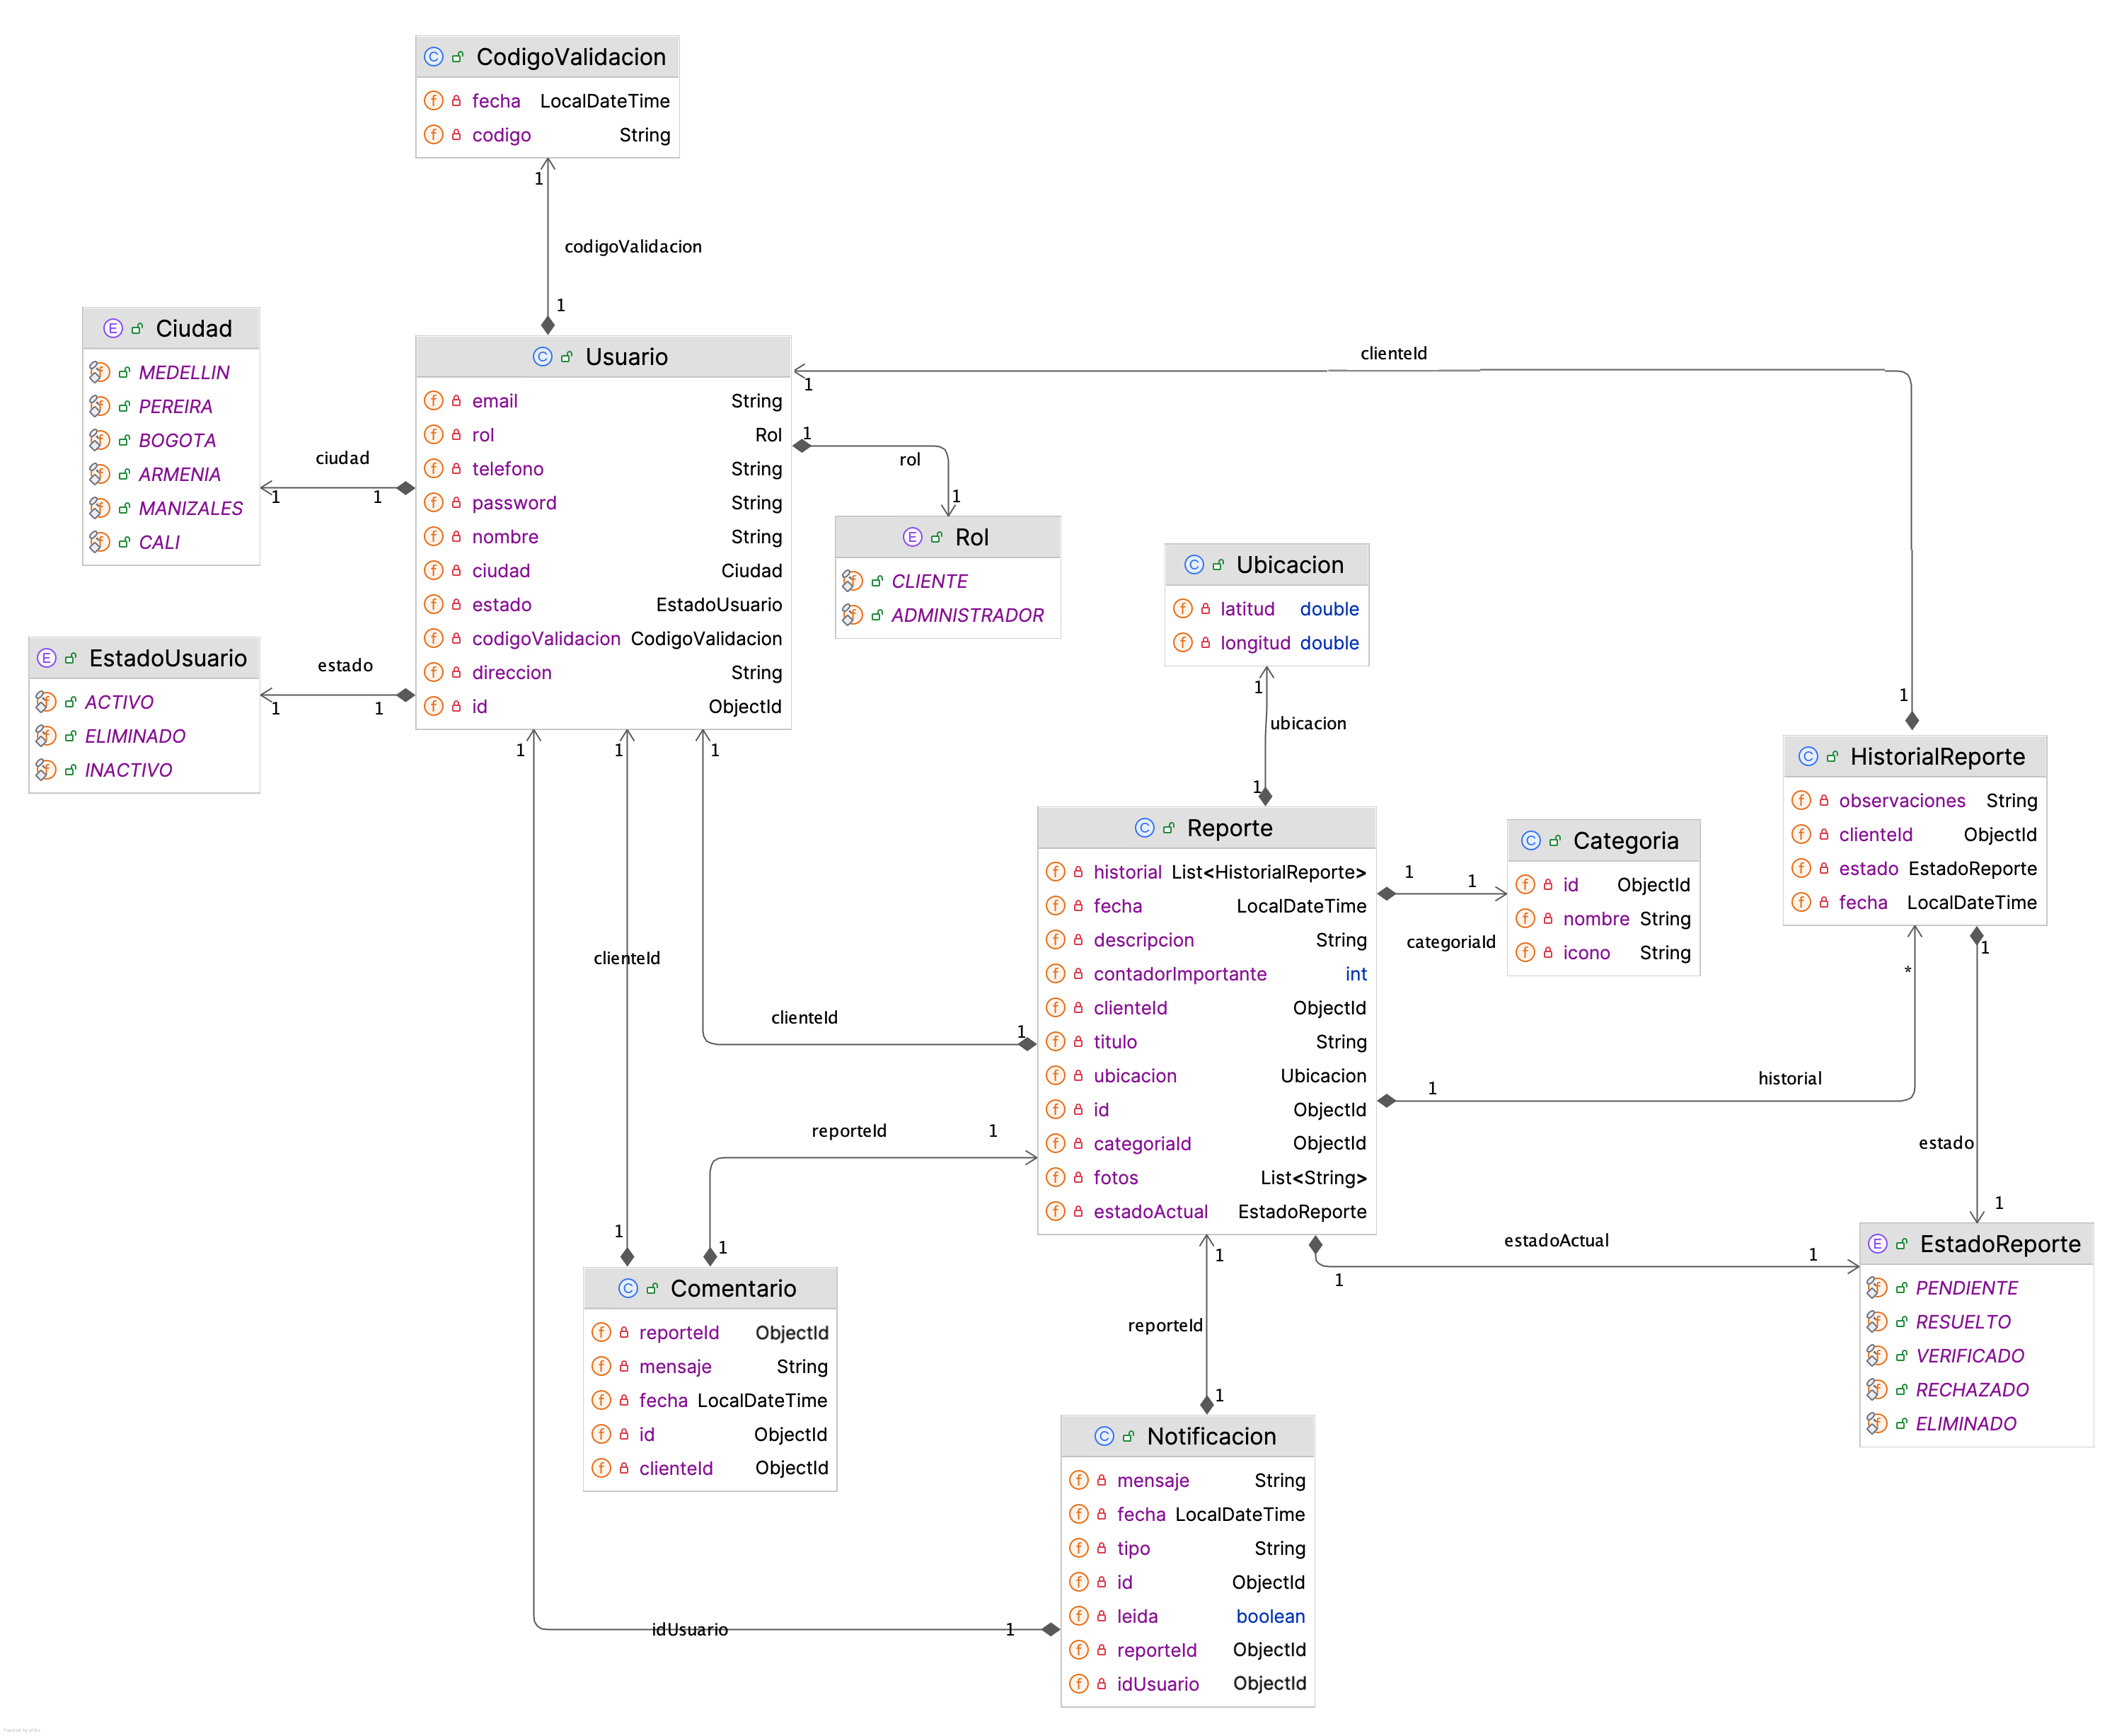 CodigoValidacion
fecha LocalDateTime
codigo String
1
codigoValidacion
1
Ciudad
MEDELLIN
PEREIRA
BOGOTA
ARMENIA
MANIZALES
CALI
ciudad
1 1
EstadoUsuario
ACTIVO
ELIMINADO
INACTIVO
estado
1 1
Usuario
email String
rol Rol
telefono String
password String
nombre String
ciudad Ciudad
estado EstadoUsuario
codigoValidacion CodigoValidacion
direccion String
id ObjectId
1
rol
1
Rol
CLIENTE
ADMINISTRADOR
clienteId
1
1
Ubicacion
latitud double
longitud double
1
ubicacion
1
HistorialReporte
observaciones String
clienteId ObjectId
estado EstadoReporte
fecha LocalDateTime
Reporte
historial List<HistorialReporte>
fecha LocalDateTime
descripcion String
contadorImportante int
clienteId ObjectId
titulo String
ubicacion Ubicacion
id ObjectId
categoriaId ObjectId
fotos List<String>
estadoActual EstadoReporte
1 1
categoriaId
Categoria
id ObjectId
nombre String
icono String
1 1 1
clienteId
clienteId 1
*
1
1 historial
estado
1
reporteId 1
1 1
Comentario
reporteId ObjectId
mensaje String
fecha LocalDateTime
id ObjectId
clienteId ObjectId
1
reporteId
1
estadoActual 1
1
EstadoReporte
PENDIENTE
RESUELTO
VERIFICADO
RECHAZADO
ELIMINADO
Notificacion
mensaje String
fecha LocalDateTime
tipo String
id ObjectId
leida boolean
reporteId ObjectId
idUsuario ObjectId
idUsuario 1
Powered by yFiles